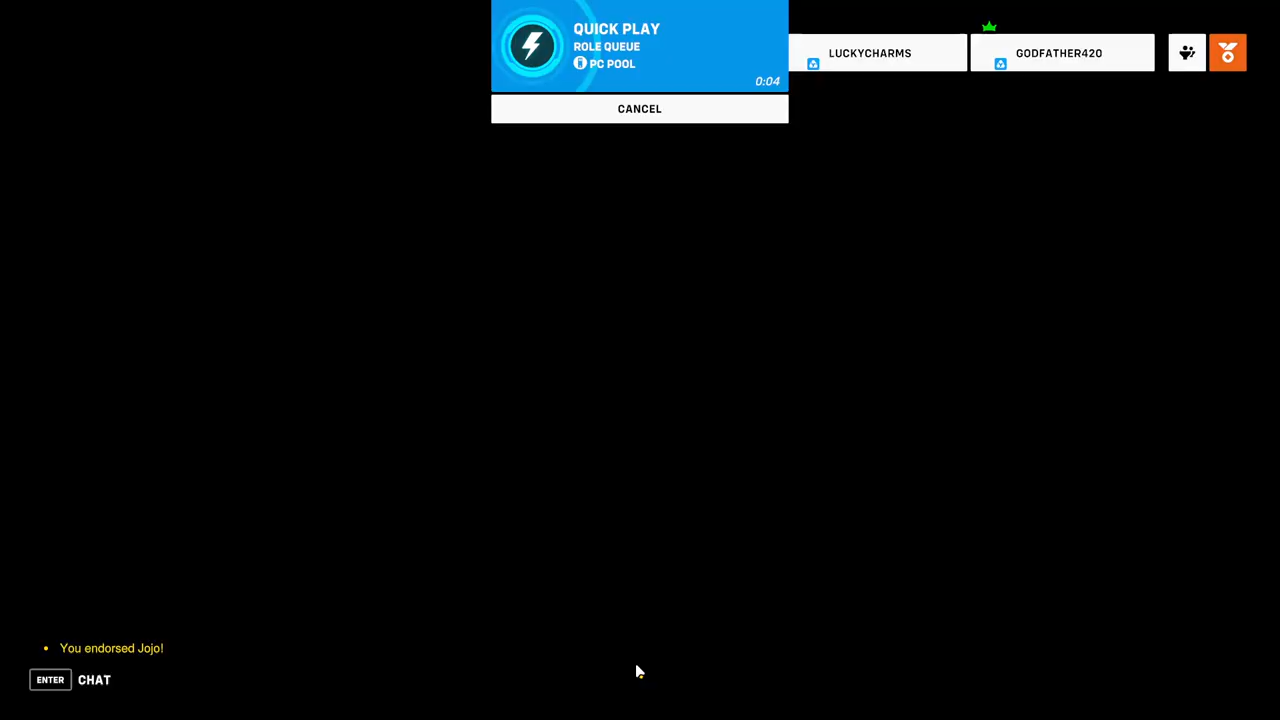 QUICK PLAY
ROLE QUEUE
PC POOL
0:04
CANCEL
LUCKYCHARMS
GODFATHER420
You endorsed Jojo!
ENTER CHAT